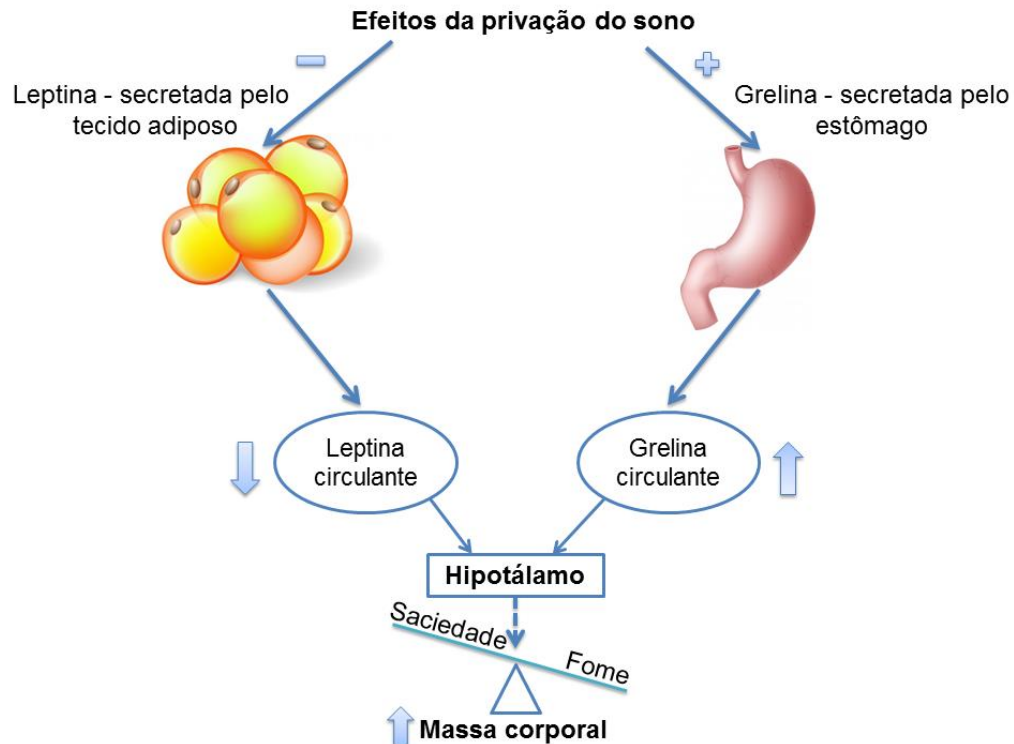 Efeitos da privação do sono
Leptina - secretada pelo
tecido adiposo
Grelina - secretada pelo
estômago
Leptina
circulante
Grelina
circulante
Hipotálamo
Saciedade
Fome
Massa corporal